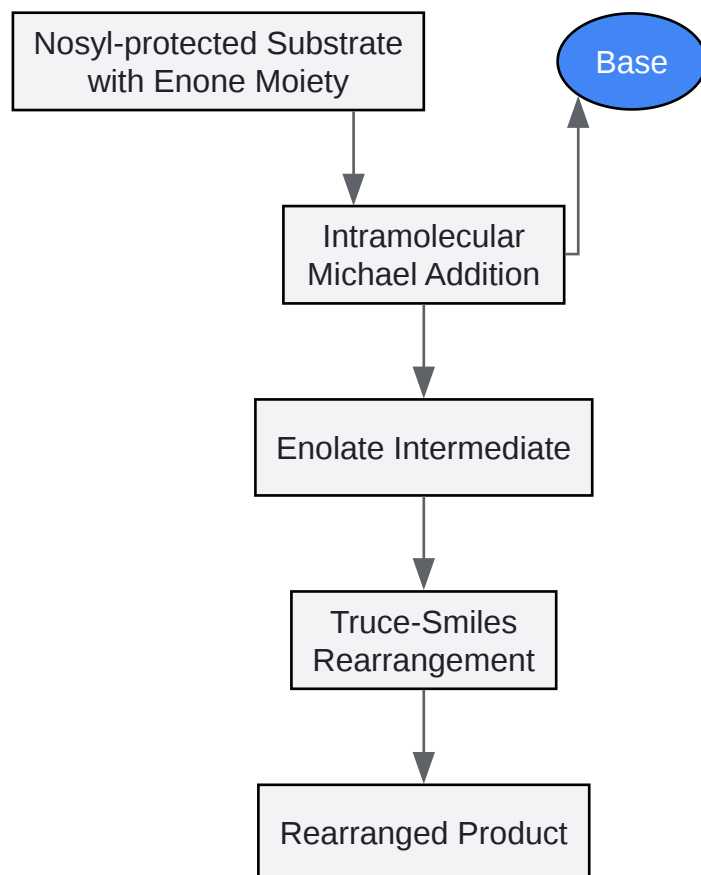 Nosyl-protected Substrate
with Enone Moiety
Base
Intramolecular
Michael Addition
Enolate Intermediate
Truce-Smiles
Rearrangement
Rearranged Product